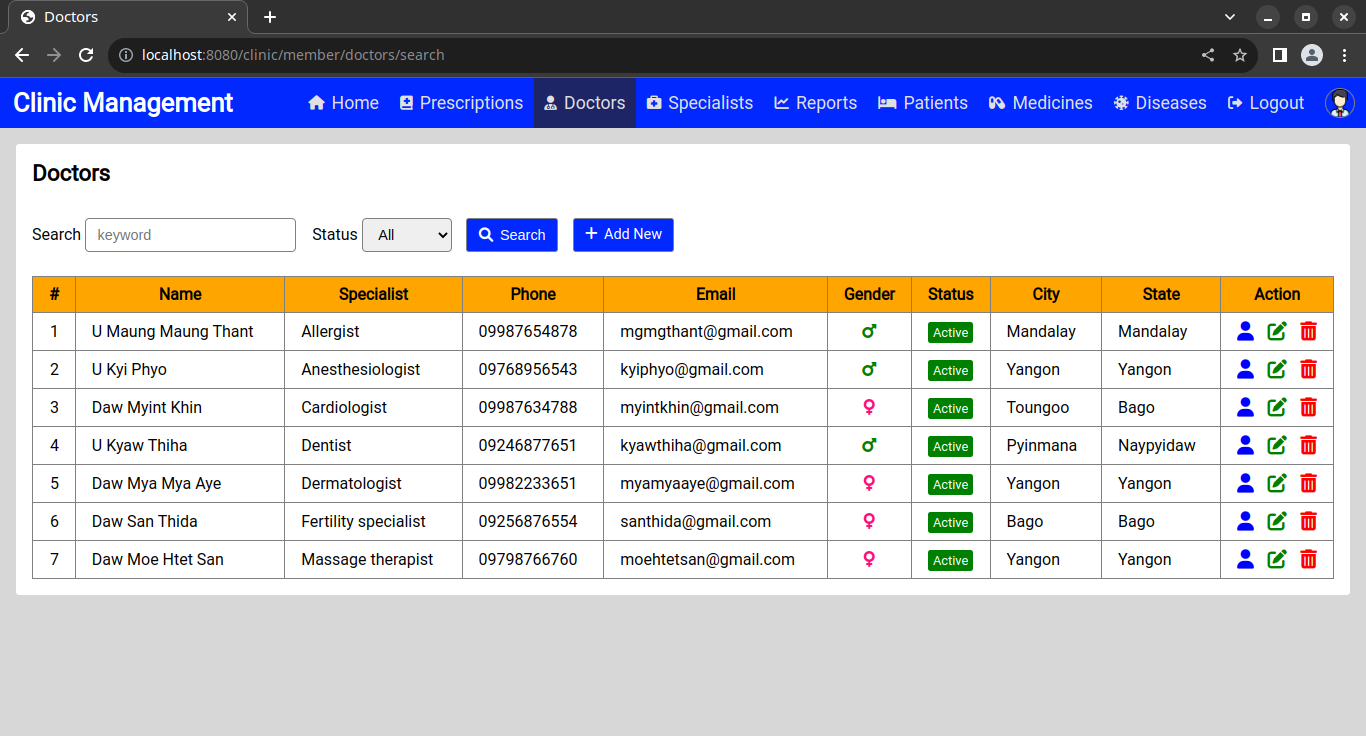 Doctors
localhost:8080/clinic/member/doctors/search
Clinic Management Home Prescriptions Doctors Specialists Reports Patients Medicines Diseases Logout
Doctors
Search keyword Status All Search + Add New
# Name Specialist Phone Email Gender Status City State Action
1 U Maung Maung Thant Allergist 09987654878 mgmgthant@gmail.com ♂ Active Mandalay Mandalay
2 U Kyi Phyo Anesthesiologist 09768956543 kyiphyo@gmail.com ♂ Active Yangon Yangon
3 Daw Myint Khin Cardiologist 09987634788 myintkhin@gmail.com ♀ Active Toungoo Bago
4 U Kyaw Thiha Dentist 09246877651 kyawthiha@gmail.com ♂ Active Pyinmana Naypyidaw
5 Daw Mya Mya Aye Dermatologist 09982233651 myamyaaye@gmail.com ♀ Active Yangon Yangon
6 Daw San Thida Fertility specialist 09256876554 santhida@gmail.com ♀ Active Bago Bago
7 Daw Moe Htet San Massage therapist 09798766760 moehtetsan@gmail.com ♀ Active Yangon Yangon